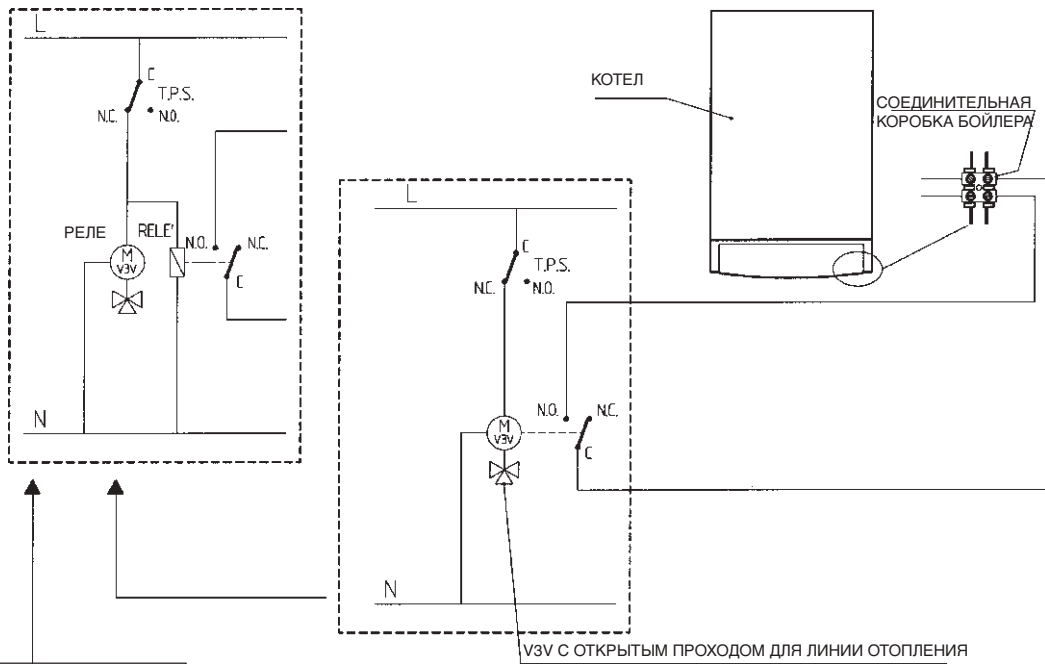 L
C
T.P.S.
N.C.
N.O.
РЕЛЕ
RELE'
N.O.
N.C.
M
V3V
C
N
КОТЕЛ
СОЕДИНИТЕЛЬНАЯ
КОРОБКА БОЙЛЕРА
L
C
T.P.S.
N.C.
N.O.
N.O.
N.C.
M
V3V
C
N
V3V С ОТКРЫТЫМ ПРОХОДОМ ДЛЯ ЛИНИИ ОТОПЛЕНИЯ